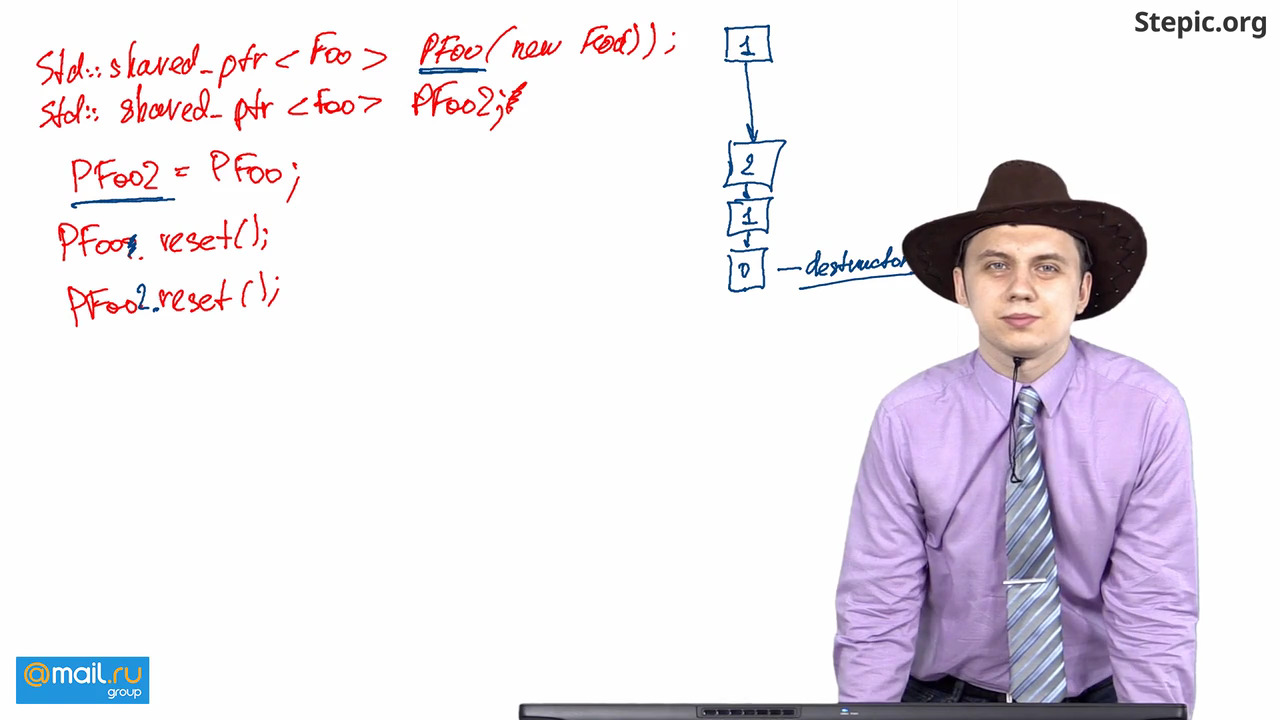 Stepic.org
std::shared_ptr <Foo> PFoo(new Foo());
1
std::shared_ptr <foo> PFoo2;
PFoo2 = PFoo;
2
1
PFoo. reset();
0 — destructor
PFoo2.reset();
@mail.ru
group